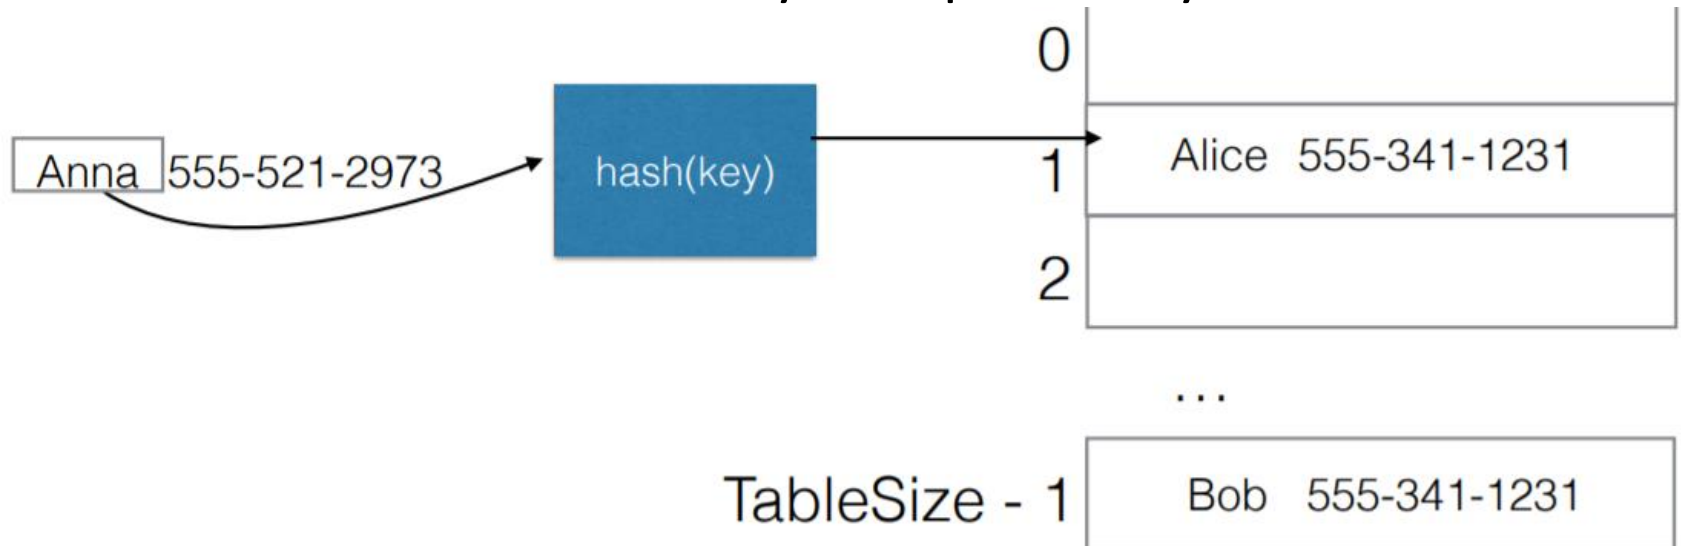 0
Anna 555-521-2973
hash(key)
1
Alice 555-341-1231
2
...
TableSize - 1
Bob 555-341-1231